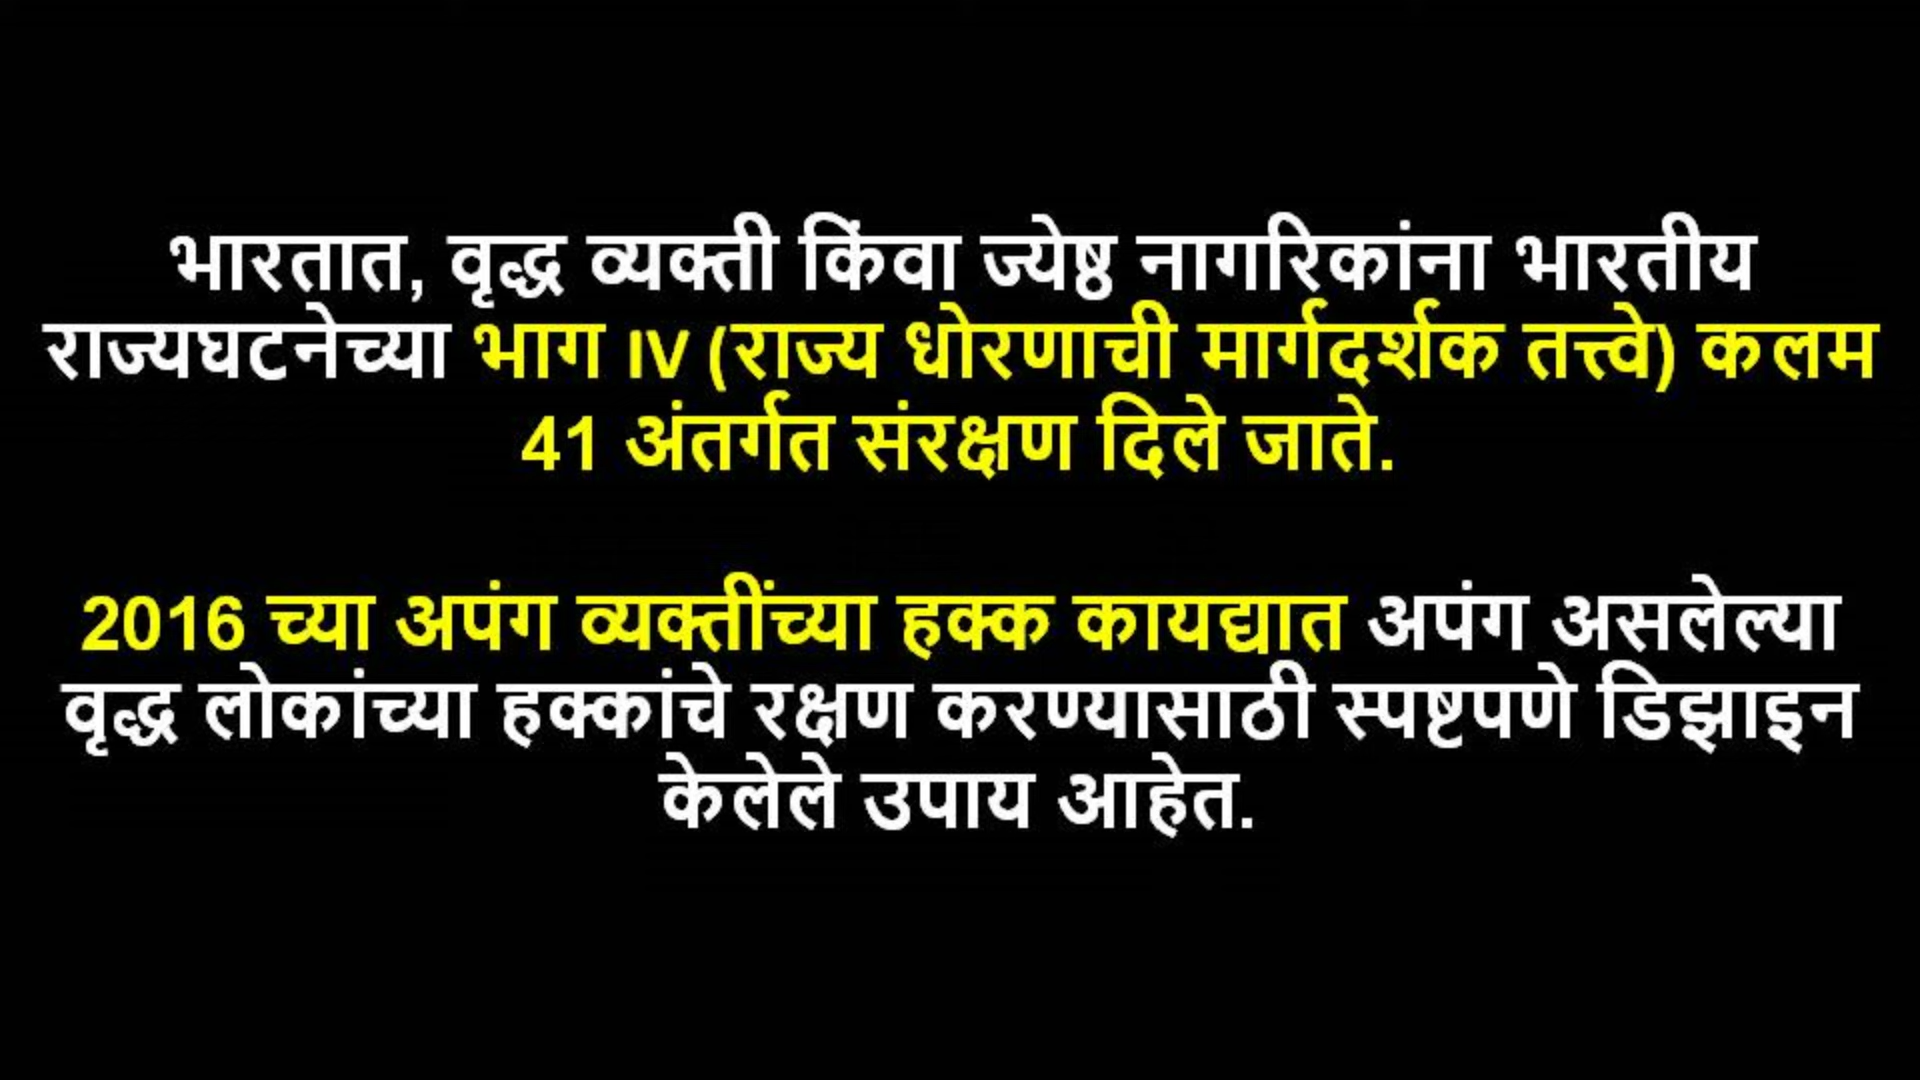 भारतात, वृद्ध व्यक्ती किंवा ज्येष्ठ नागरिकांना भारतीय
राज्यघटनेच्या भाग IV (राज्य धोरणाची मार्गदर्शक तत्त्वे) कलम
41 अंतर्गत संरक्षण दिले जाते.
2016 च्या अपंग व्यक्तींच्या हक्क कायद्यात अपंग असलेल्या
वृद्ध लोकांच्या हक्कांचे रक्षण करण्यासाठी स्पष्टपणे डिझाइन
केलेले उपाय आहेत.